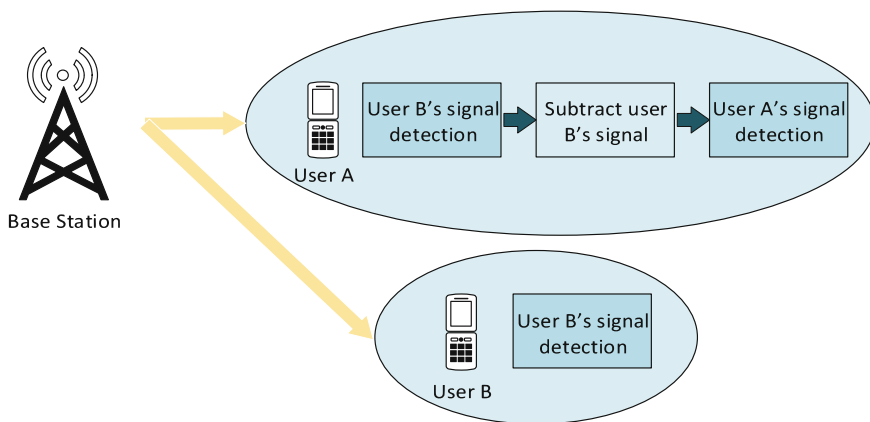 User B's signal
detection
Subtract user
B's signal
User A's signal
detection
User A
Base Station
User B's signal
detection
User B